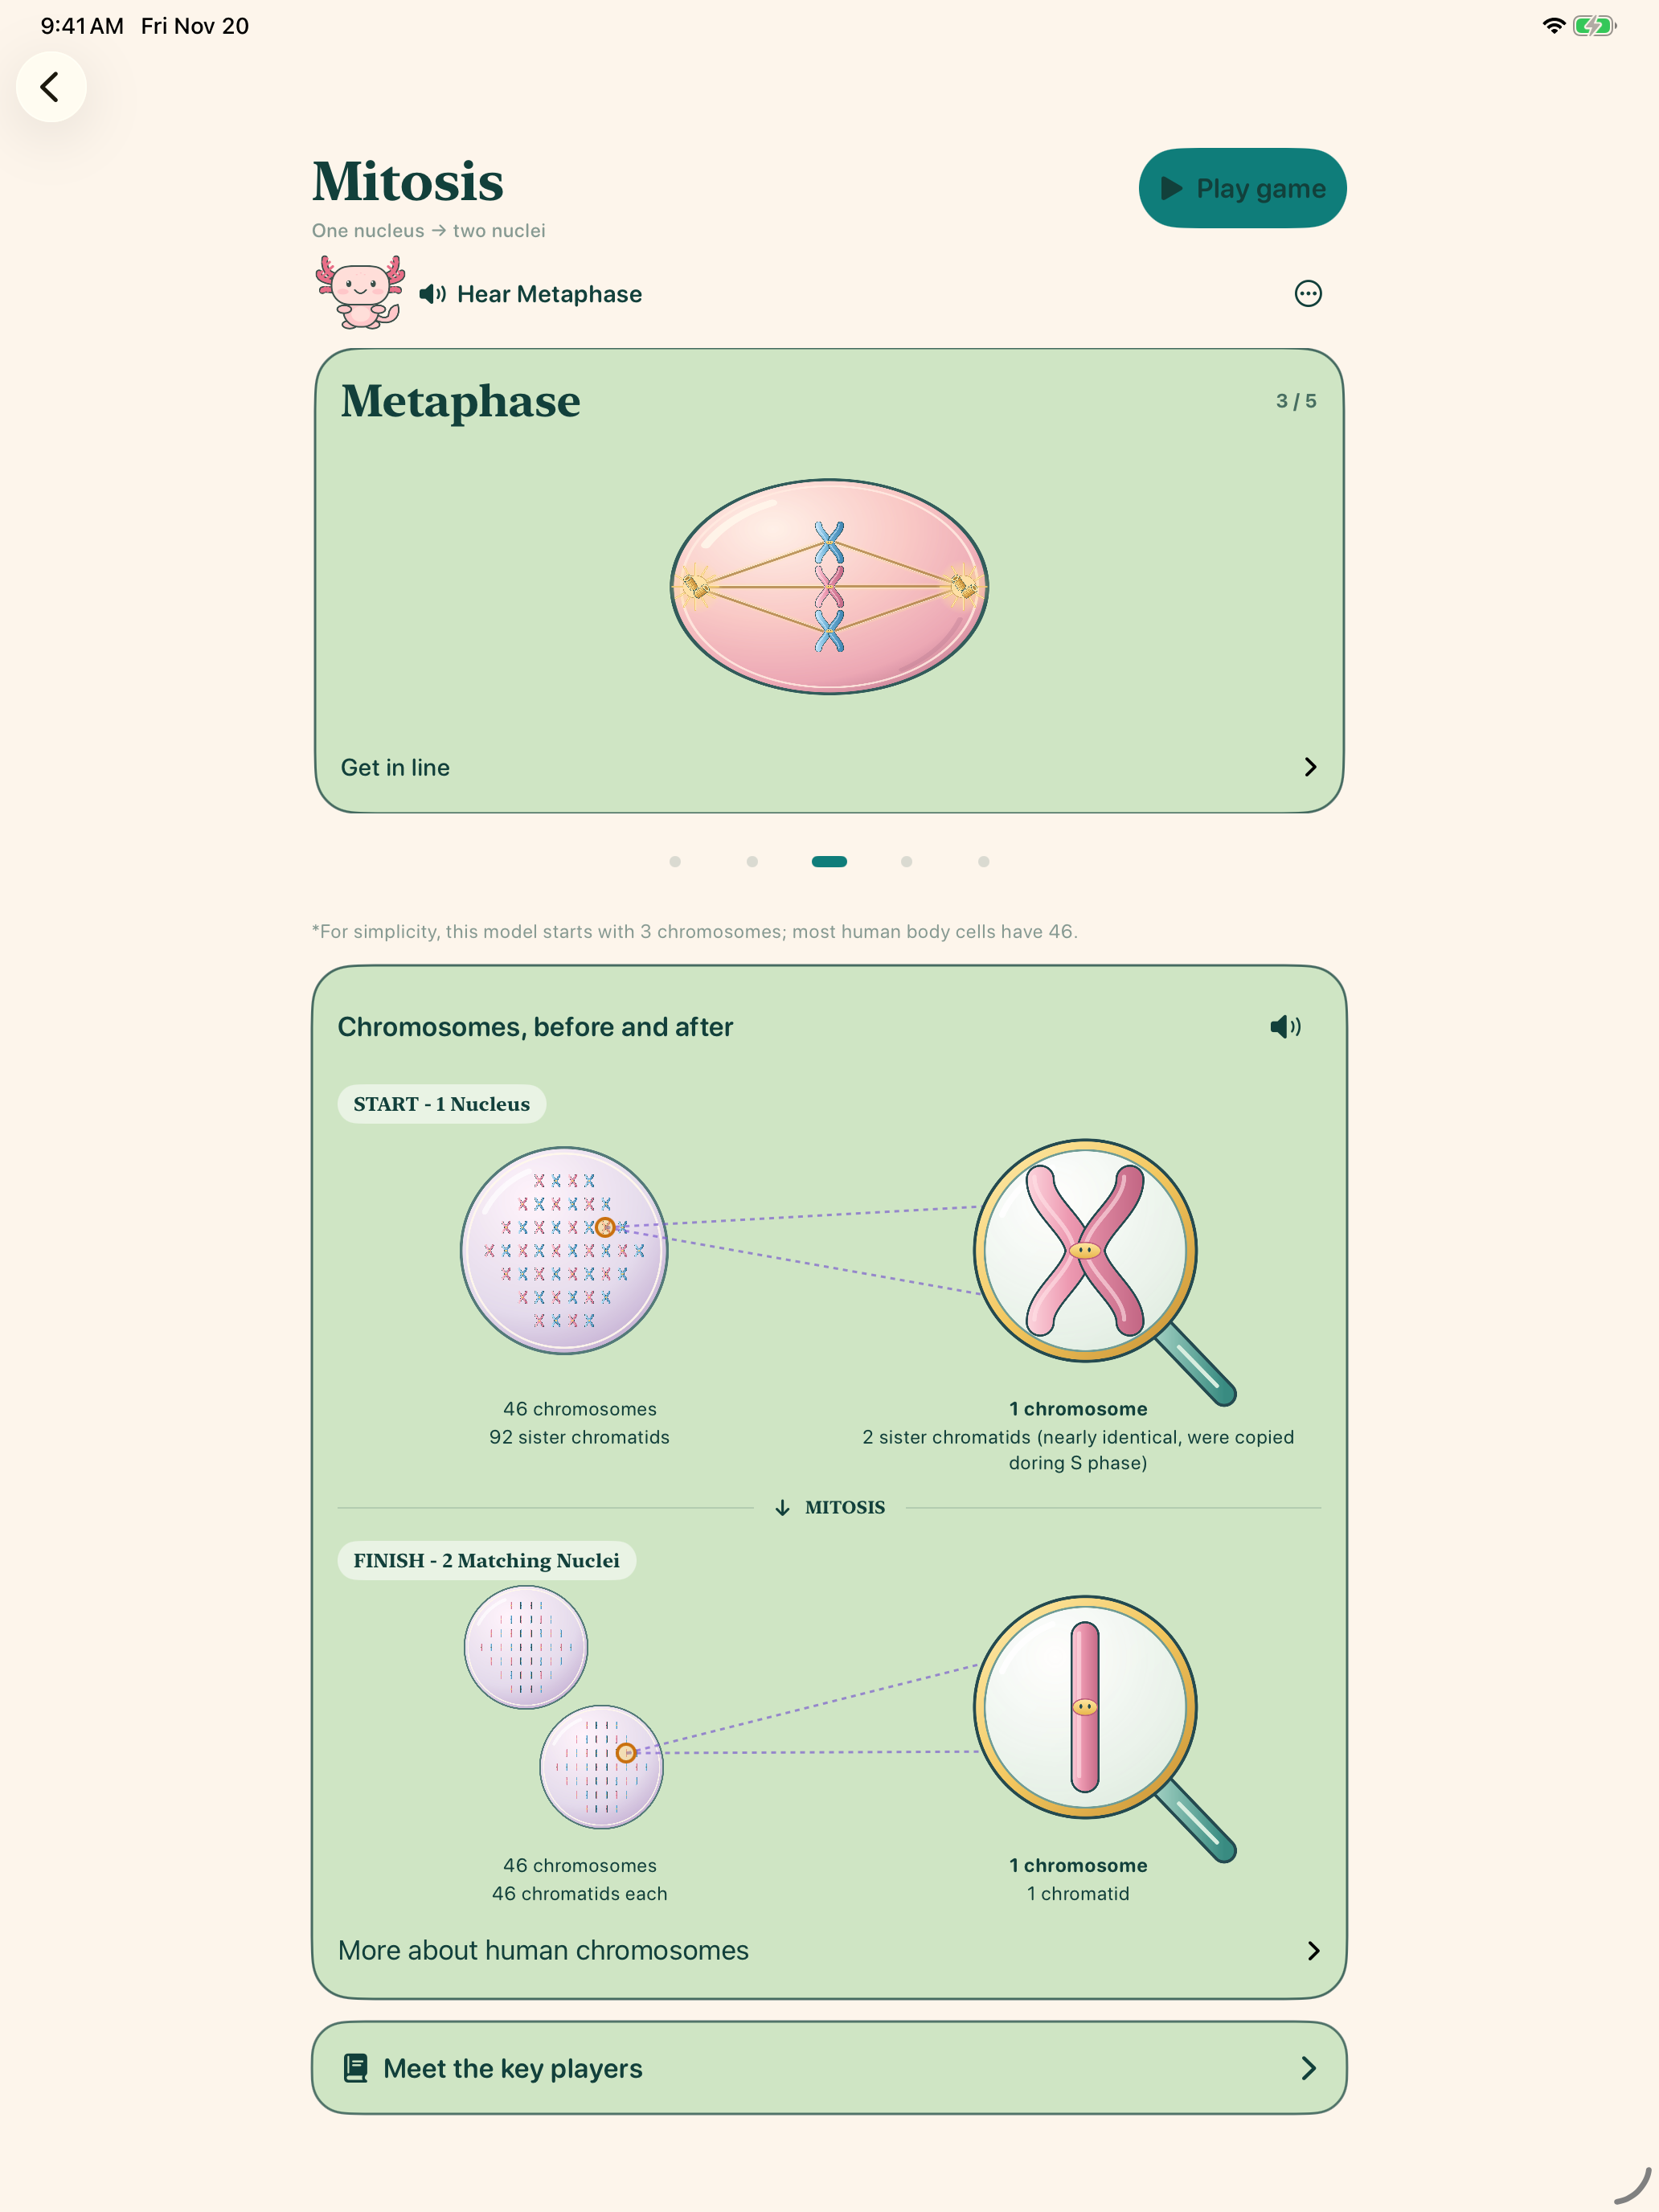 9:41 AM Fri Nov 20
Mitosis
Play game
One nucleus → two nuclei
Hear Metaphase
Metaphase
3 / 5
Get in line
*For simplicity, this model starts with 3 chromosomes; most human body cells have 46.
Chromosomes, before and after
START - 1 Nucleus
46 chromosomes
92 sister chromatids
1 chromosome
2 sister chromatids (nearly identical, were copied
doring S phase)
↓ MITOSIS
FINISH - 2 Matching Nuclei
46 chromosomes
46 chromatids each
1 chromosome
1 chromatid
More about human chromosomes
Meet the key players